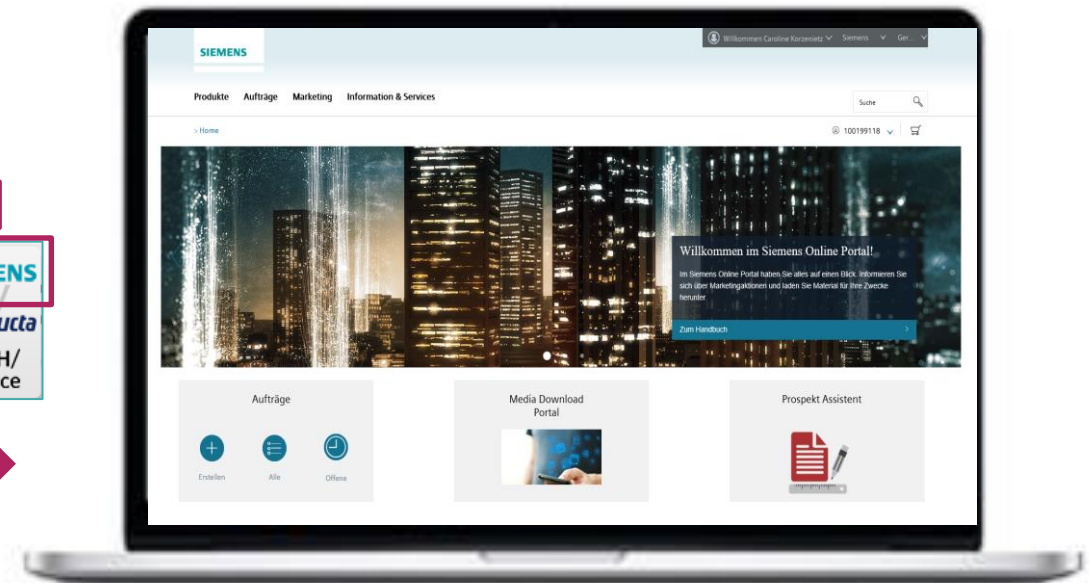 SIEMENS
Willkommen Caroline Korzenietz Siemens Ger...
Produkte Aufträge Marketing Information & Services
Suche
> Home
100199118
Willkommen im Siemens Online Portal!
Im Siemens Online Portal haben Sie alles auf einen Blick. Informieren Sie
sich über Marketingaktionen und laden Sie Material für Ihre Zwecke
herunter
Zum Handbuch
ENS
ucta
H/
ce
Aufträge
Erstellen Alle Offene
Media Download
Portal
Prospekt Assistent